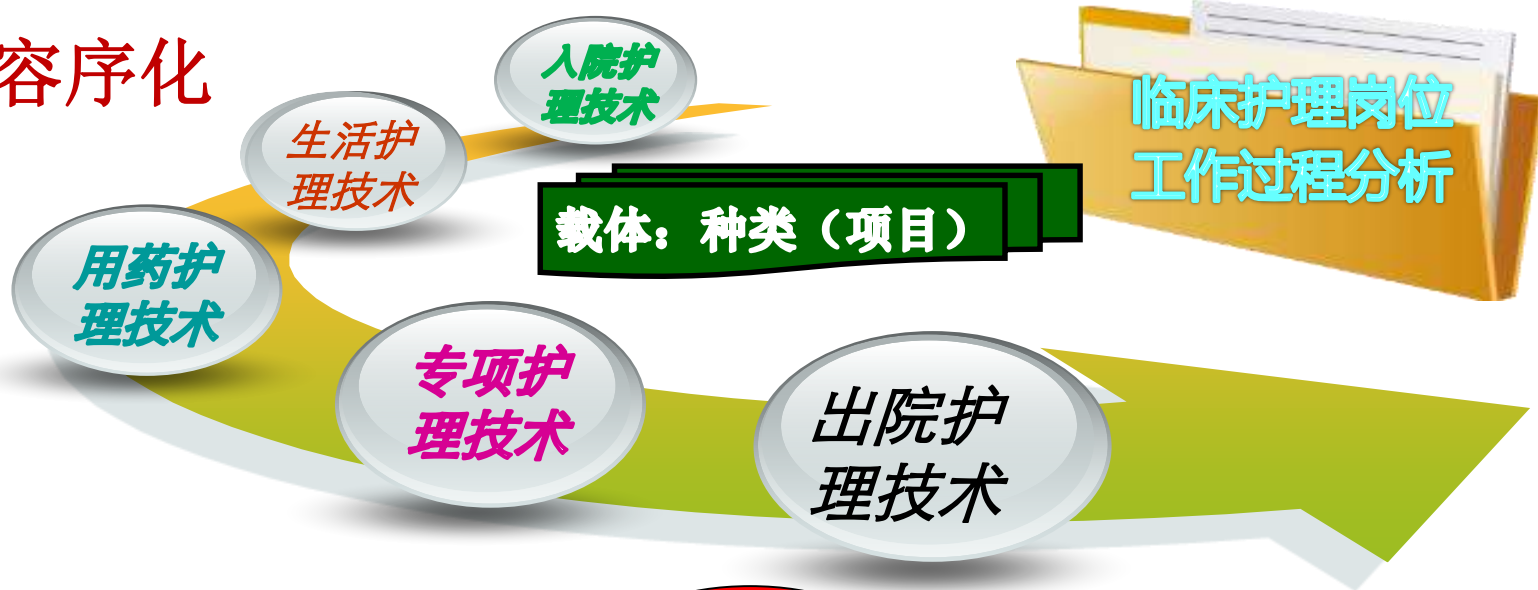 容序化
入院护
理技术
生活护
理技术
用药护
理技术
专项护
理技术
出院护
理技术
载体：种类（项目）
临床护理岗位
工作过程分析